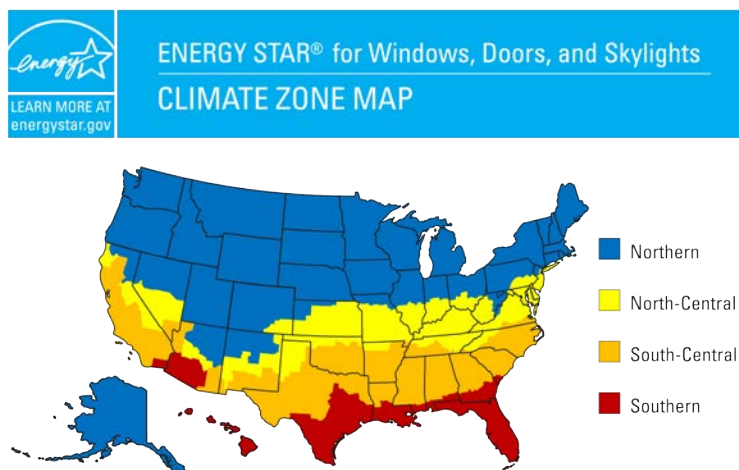 energy
LEARN MORE AT
energystar.gov
ENERGY STAR® for Windows, Doors, and Skylights
CLIMATE ZONE MAP
Northern
North-Central
South-Central
Southern